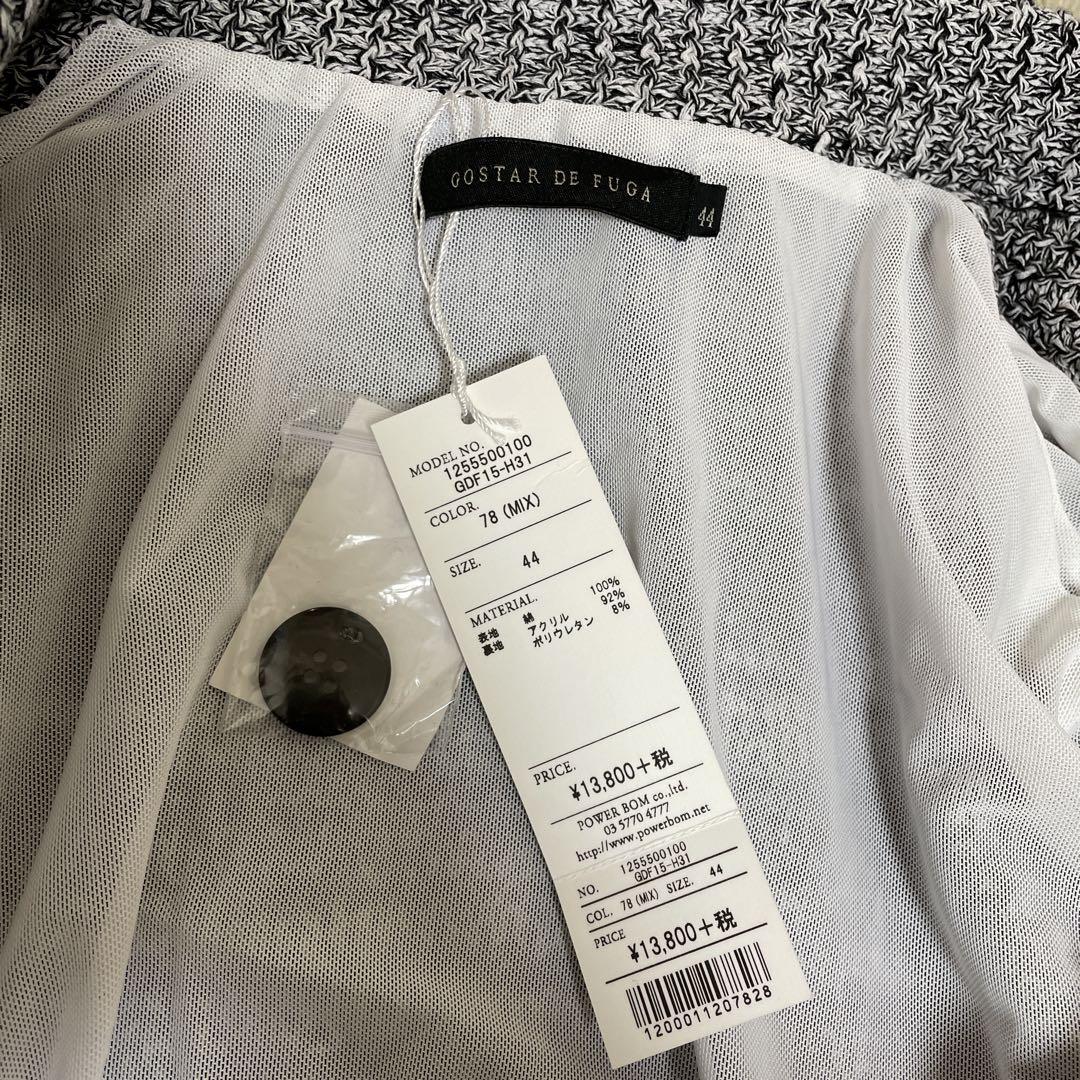 GOSTAR DE FUGA
44
MODEL NO.
1255500100
GDF15-H31
COLOR. 78 (MIX)
SIZE. 44
MATERIAL.
表地 綿 100%
裏地 アクリル 92%
ポリウレタン 8%
PRICE. ¥13,800+税
POWER BOM co.,ltd.
03 5770 4777
http://www.powerbom.net
NO. 1255500100
GDF15-H31
COL. 78 (MIX) SIZE. 44
PRICE ¥13,800+税
1200011207828